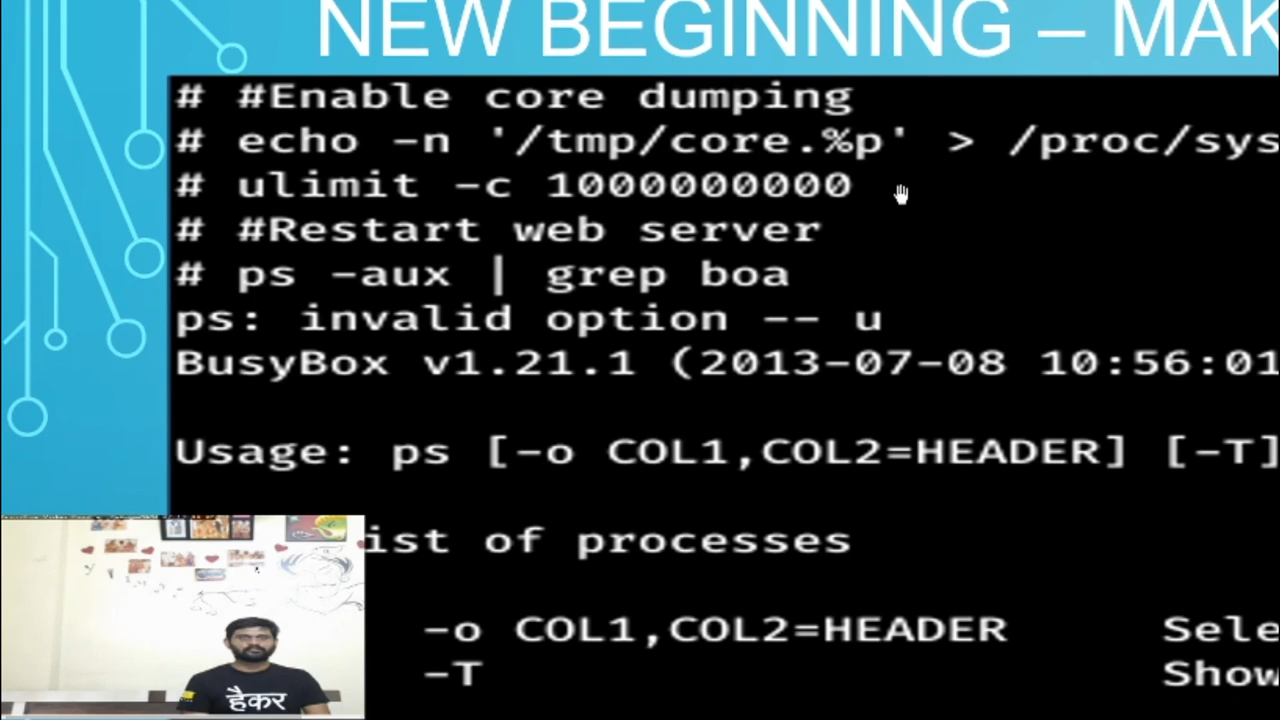 NEW BEGINNING – MAK
# #Enable core dumping
# echo -n '/tmp/core.%p' > /proc/sys
# ulimit -c 1000000000
# #Restart web server
# ps -aux | grep boa
ps: invalid option -- u
BusyBox v1.21.1 (2013-07-08 10:56:01
Usage: ps [-o COL1,COL2=HEADER] [-T]
ist of processes
-o COL1,COL2=HEADER Sele
-T Show
हैकर